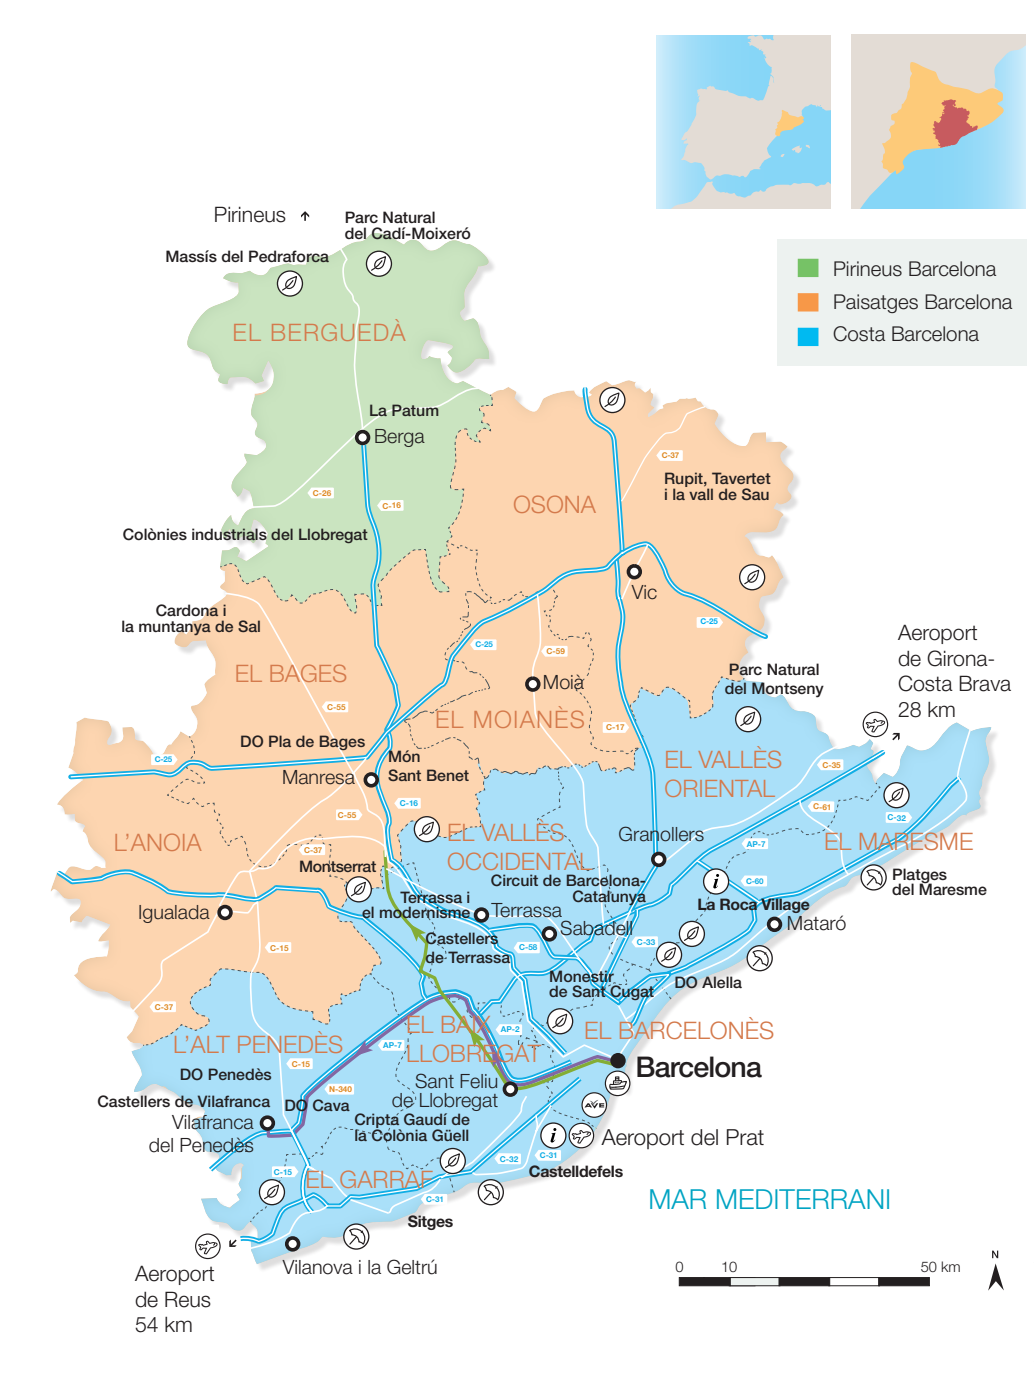 Pirineus
Parc Natural
del Cadí-Moixeró
Massís del Pedraforca
Pirineus Barcelona
Paisatges Barcelona
Costa Barcelona
EL BERGUEDÀ
La Patum
Berga
C-26
C-16
C-37
Rupit, Tavertet
i la vall de Sau
OSONA
Colònies industrials del Llobregat
Vic
Cardona i
la muntanya de Sal
C-25
C-25
C-59
Aeroport
de Girona-
Costa Brava
28 km
EL BAGES
Moià
Parc Natural
del Montseny
C-55
EL MOIANÈS
C-17
DO Pla de Bages
Món
Sant Benet
C-25
Manresa
EL VALLÈS
ORIENTAL
C-35
C-16
C-61
C-55
C-32
L'ANOIA
EL VALLÈS
OCCIDENTAL
Granollers
AP-7
EL MARESME
C-37
Montserrat
Circuit de Barcelona-
Catalunya
C-60
Platges
del Maresme
Terrassa i
el modernisme
La Roca Village
Igualada
Terrassa
Mataró
Sabadell
Castellers
de Terrassa
C-58
C-33
C-15
Monestir
de Sant Cugat
DO Alella
C-37
EL BAIX
LLOBREGAT
AP-2
EL BARCELONÈS
L'ALT PENEDÈS
AP-7
C-15
Barcelona
DO Penedès
Sant Feliu
de Llobregat
N-340
Castellers de Vilafranca
DO Cava
AVE
Vilafranca
del Penedès
Cripta Gaudí de
la Colònia Güell
i
i
Aeroport del Prat
C-32
C-31
C-15
EL GARRAF
Castelldefels
C-31
Sitges
MAR MEDITERRANI
Vilanova i la Geltrú
Aeroport
de Reus
54 km
0 10 50 km
N